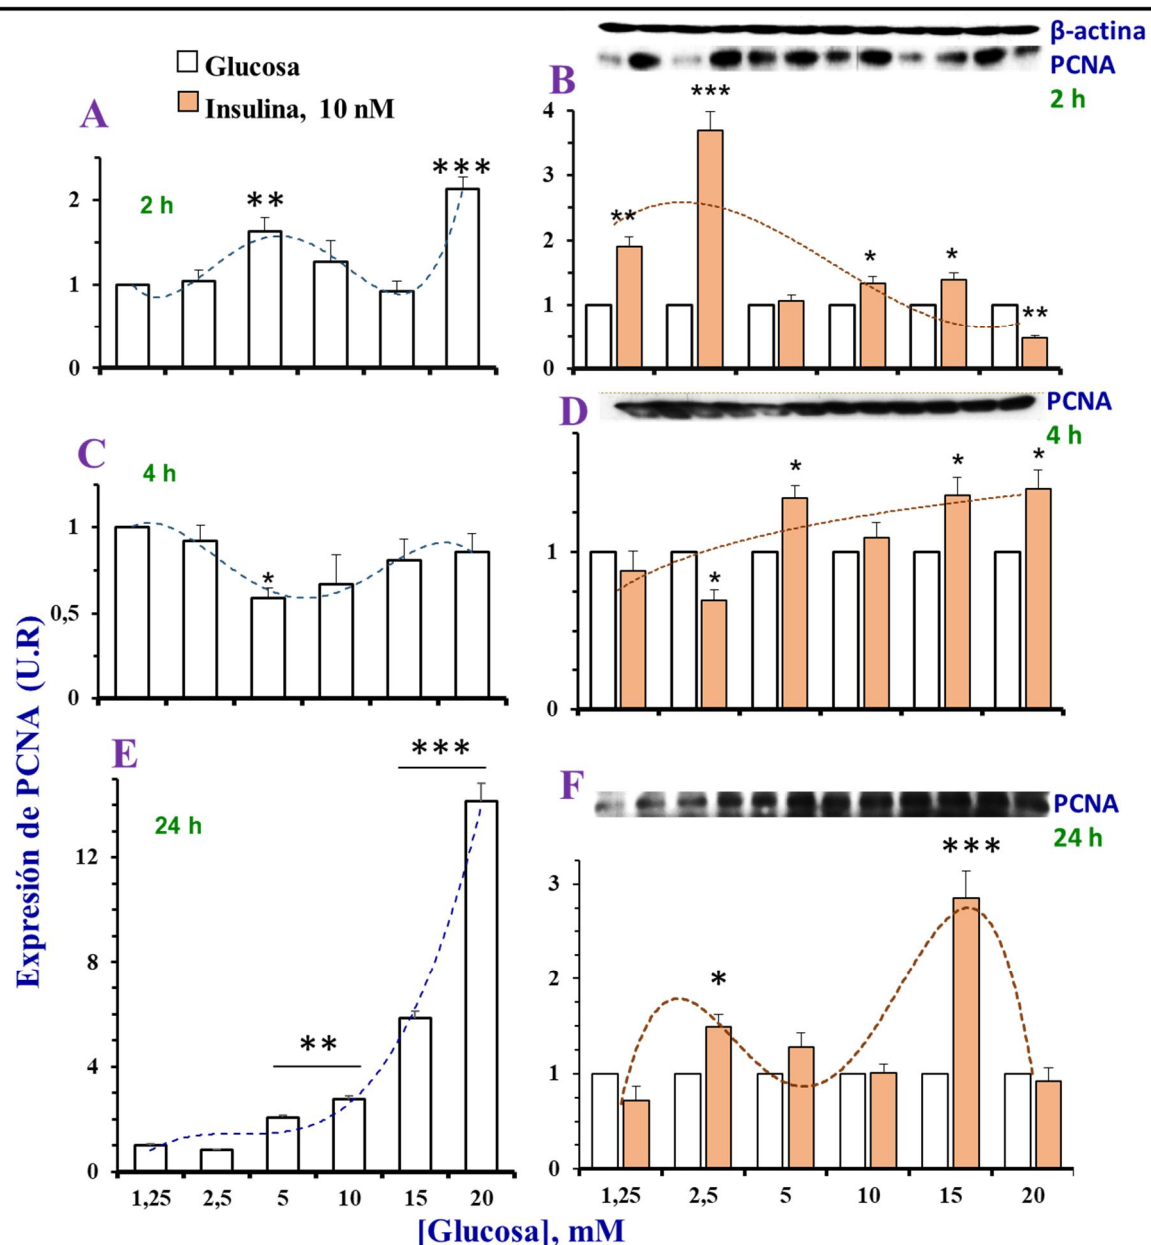 Glucosa
Insulina, 10 nM
A
2 h
2
1
0
**
***
B
β-actina
PCNA
2 h
4
3
2
1
0
**
***
*
*
**
C
4 h
1
0,5
0
*
D
PCNA
4 h
1
0
*
*
*
*
Expresión de PCNA (U.R)
E
24 h
12
8
4
0
**
***
1,25 2,5 5 10 15 20
F
PCNA
24 h
3
2
1
0
*
***
1,25 2,5 5 10 15 20
[Glucosa], mM